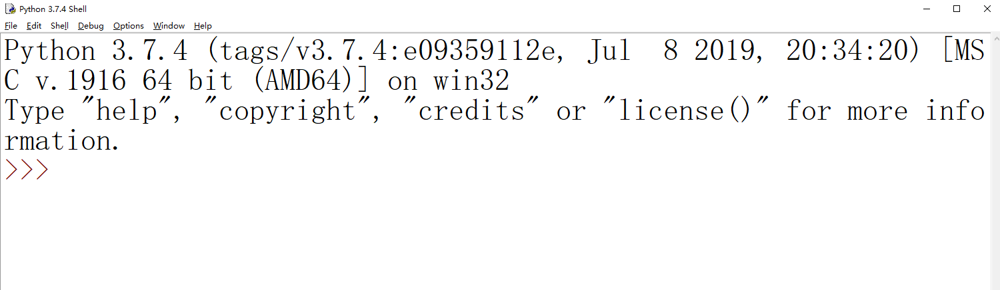 Python 3.7.4 Shell
File Edit Shell Debug Options Window Help
Python 3.7.4 (tags/v3.7.4:e09359112e, Jul  8 2019, 20:34:20) [MS
C v.1916 64 bit (AMD64)] on win32
Type "help", "copyright", "credits" or "license()" for more info
rmation.
>>>